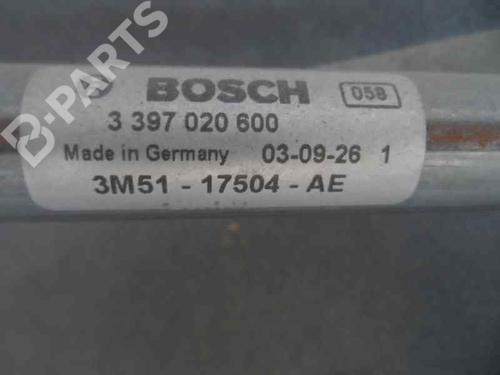 B-PARTS
BOSCH 058
3 397 020 600
Made in Germany 03-09-26 1
3M51 - 17504 - AE